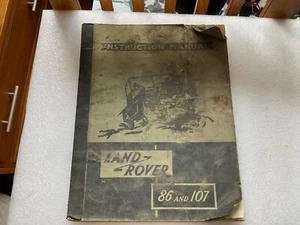 INSTRUCTION MANUAL
LAND-
-ROVER
86 AND 107